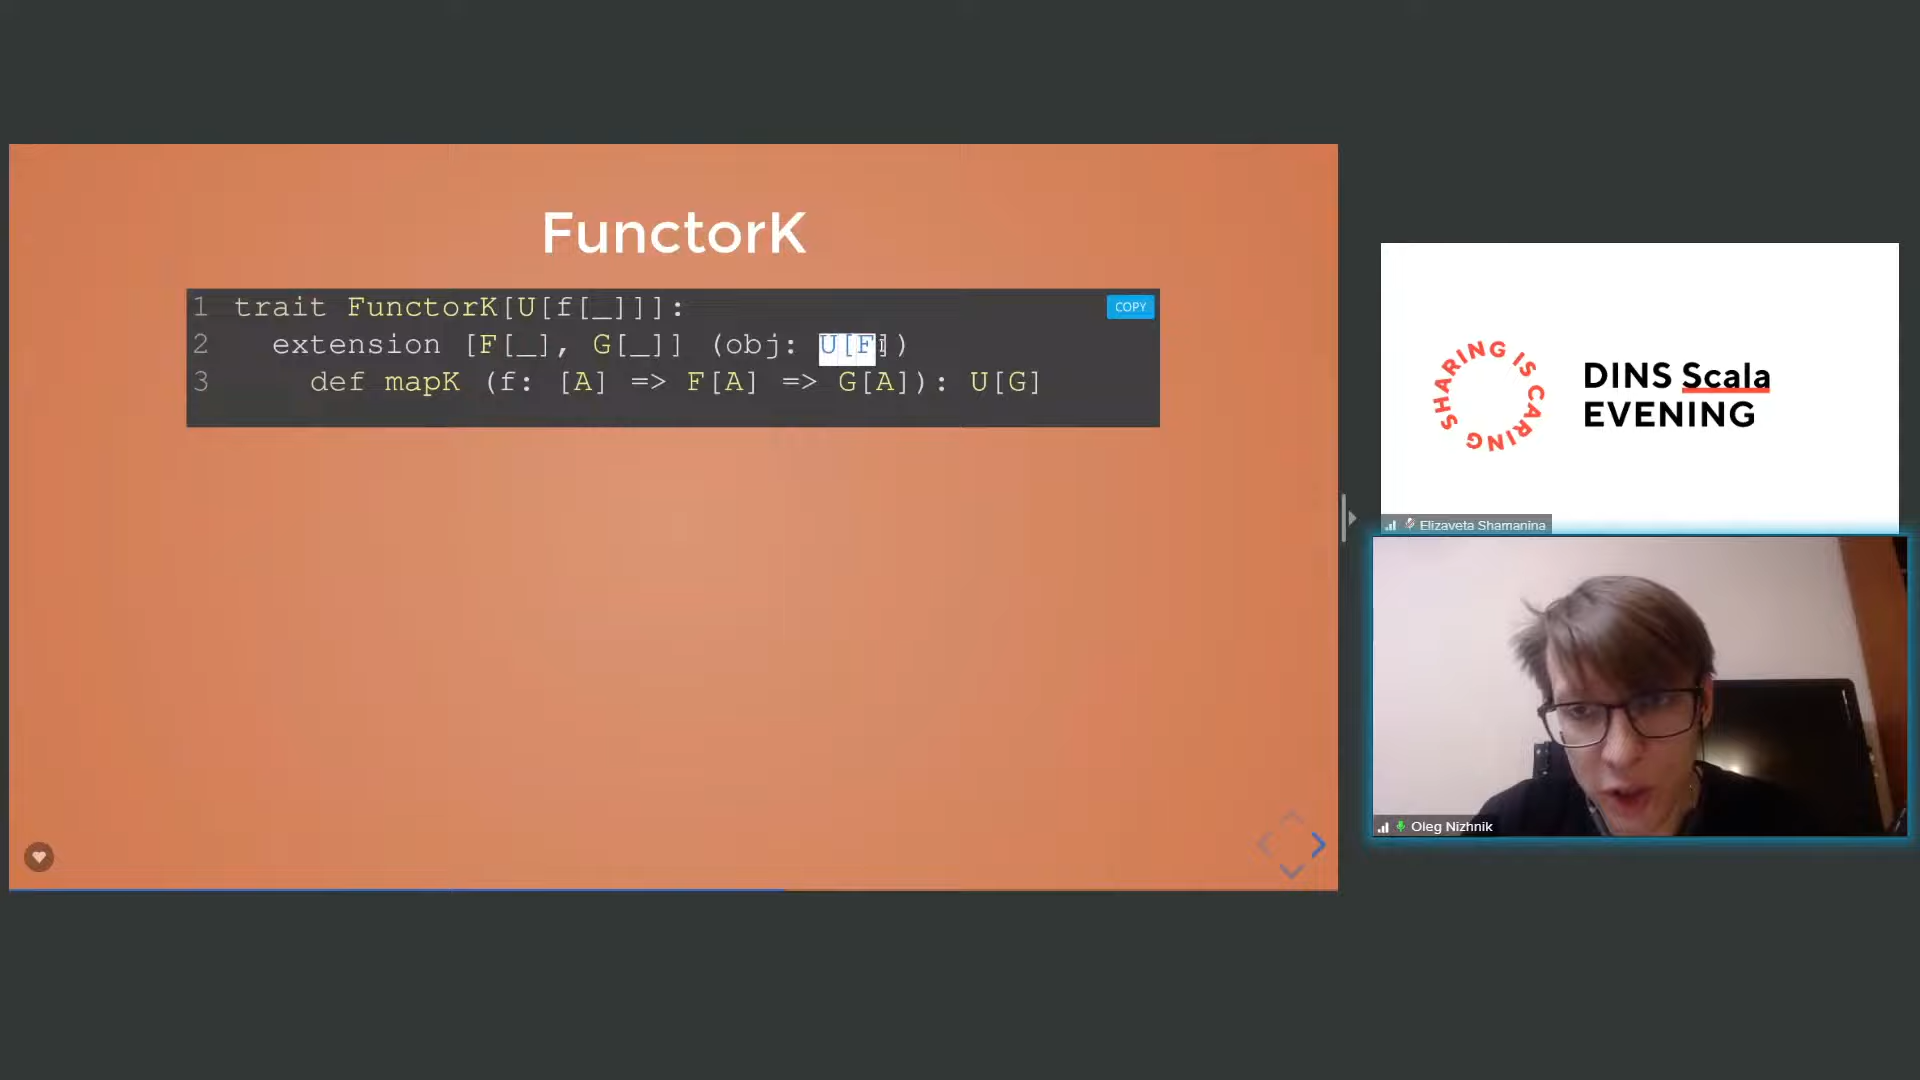 FunctorK
1 trait FunctorK[U[f[_]]]:
COPY
2 extension [F[_], G[_]] (obj: U[F])
3 def mapK (f: [A] => F[A] => G[A]): U[G]
SHARING IS CARING
DINS Scala
EVENING
Elizaveta Shamanina
Oleg Nizhnik